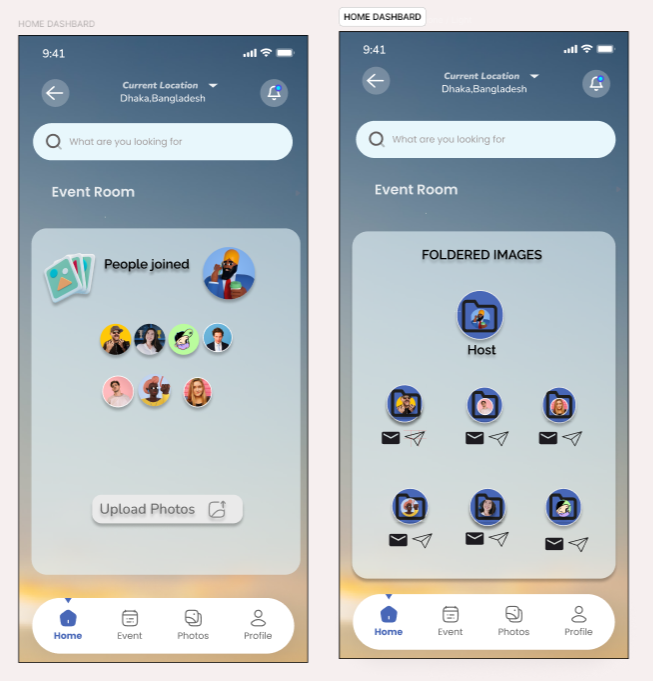 HOME DASHBARD
9:41
Current Location
Dhaka,Bangladesh
What are you looking for
Event Room
People joined
Upload Photos
Home
Event
Photos
Profile
HOME DASHBARD
9:41
Current Location
Dhaka,Bangladesh
What are you looking for
Event Room
FOLDERED IMAGES
Host
Home
Event
Photos
Profile